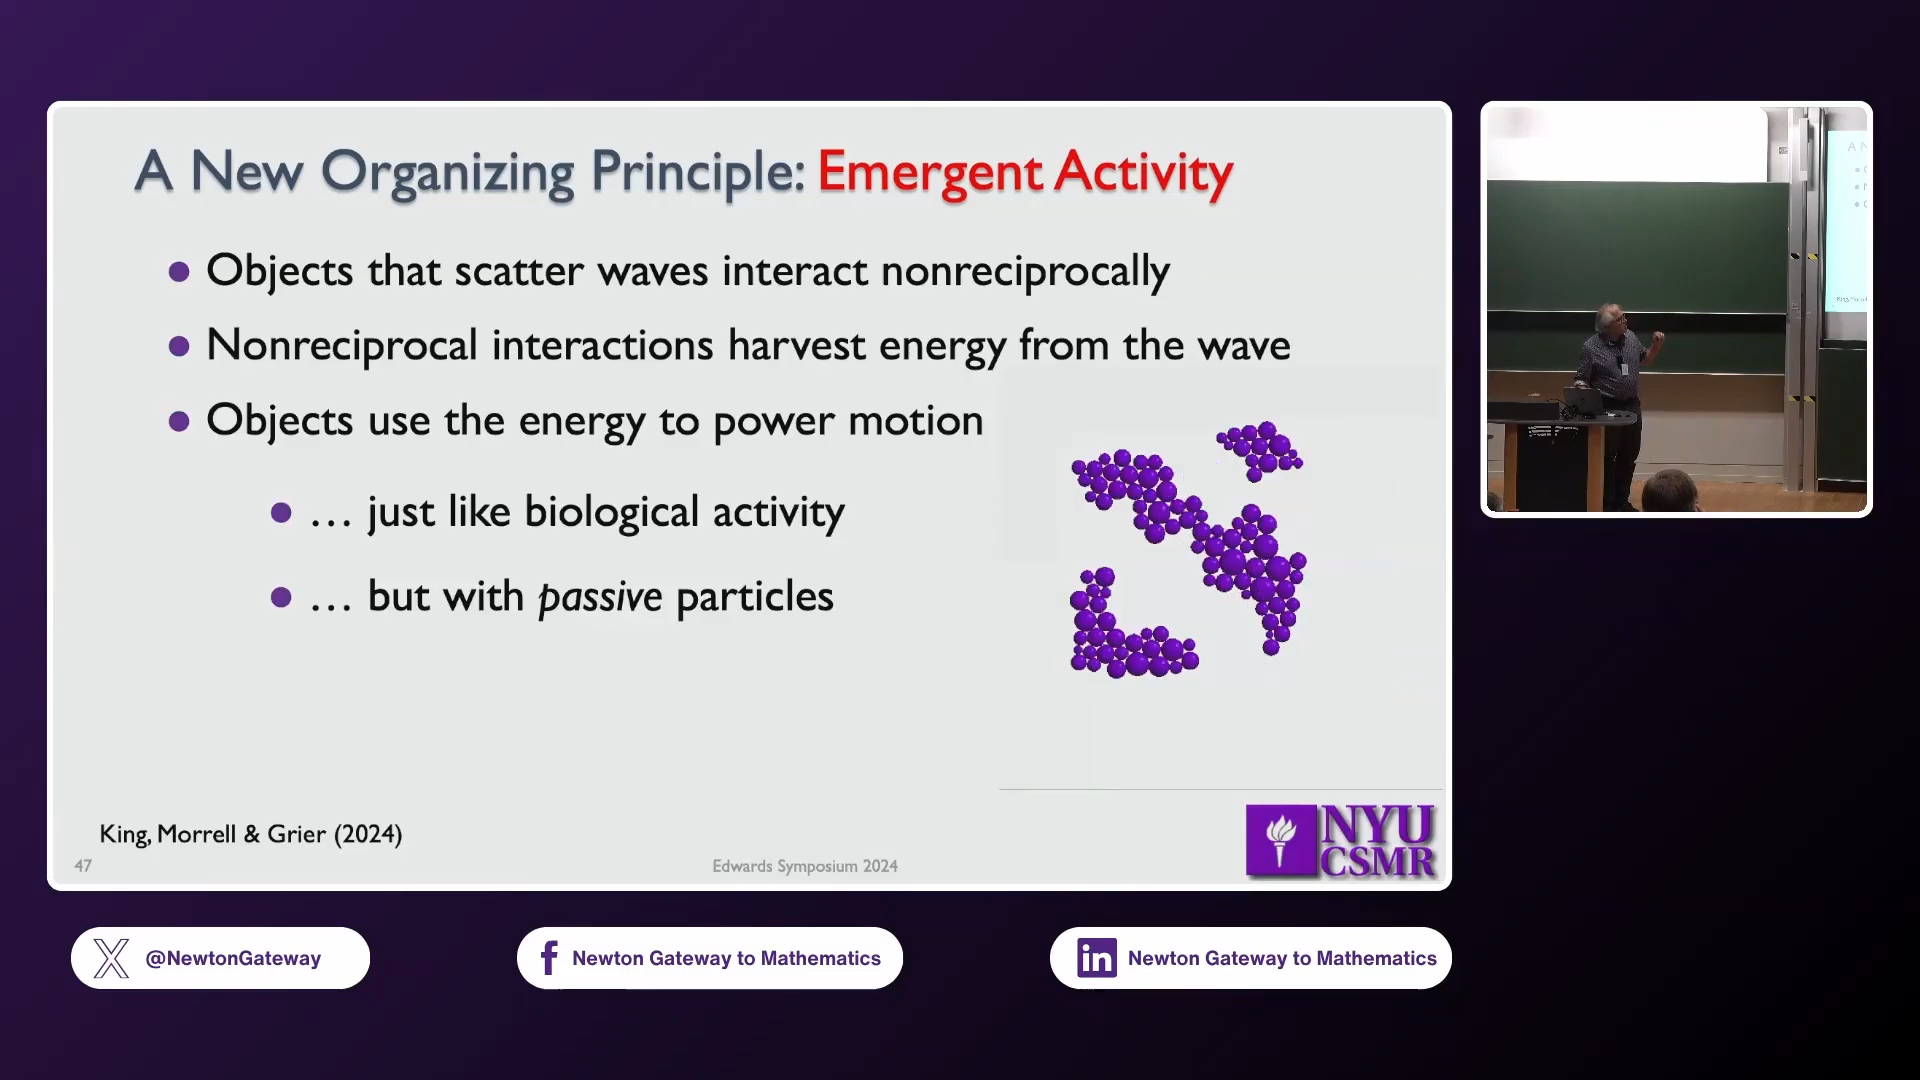 A New Organizing Principle: Emergent Activity
● Objects that scatter waves interact nonreciprocally
● Nonreciprocal interactions harvest energy from the wave
● Objects use the energy to power motion
● … just like biological activity
● … but with passive particles
King, Morrell & Grier (2024)
47
Edwards Symposium 2024
NYU
CSMR
@NewtonGateway
Newton Gateway to Mathematics
in Newton Gateway to Mathematics